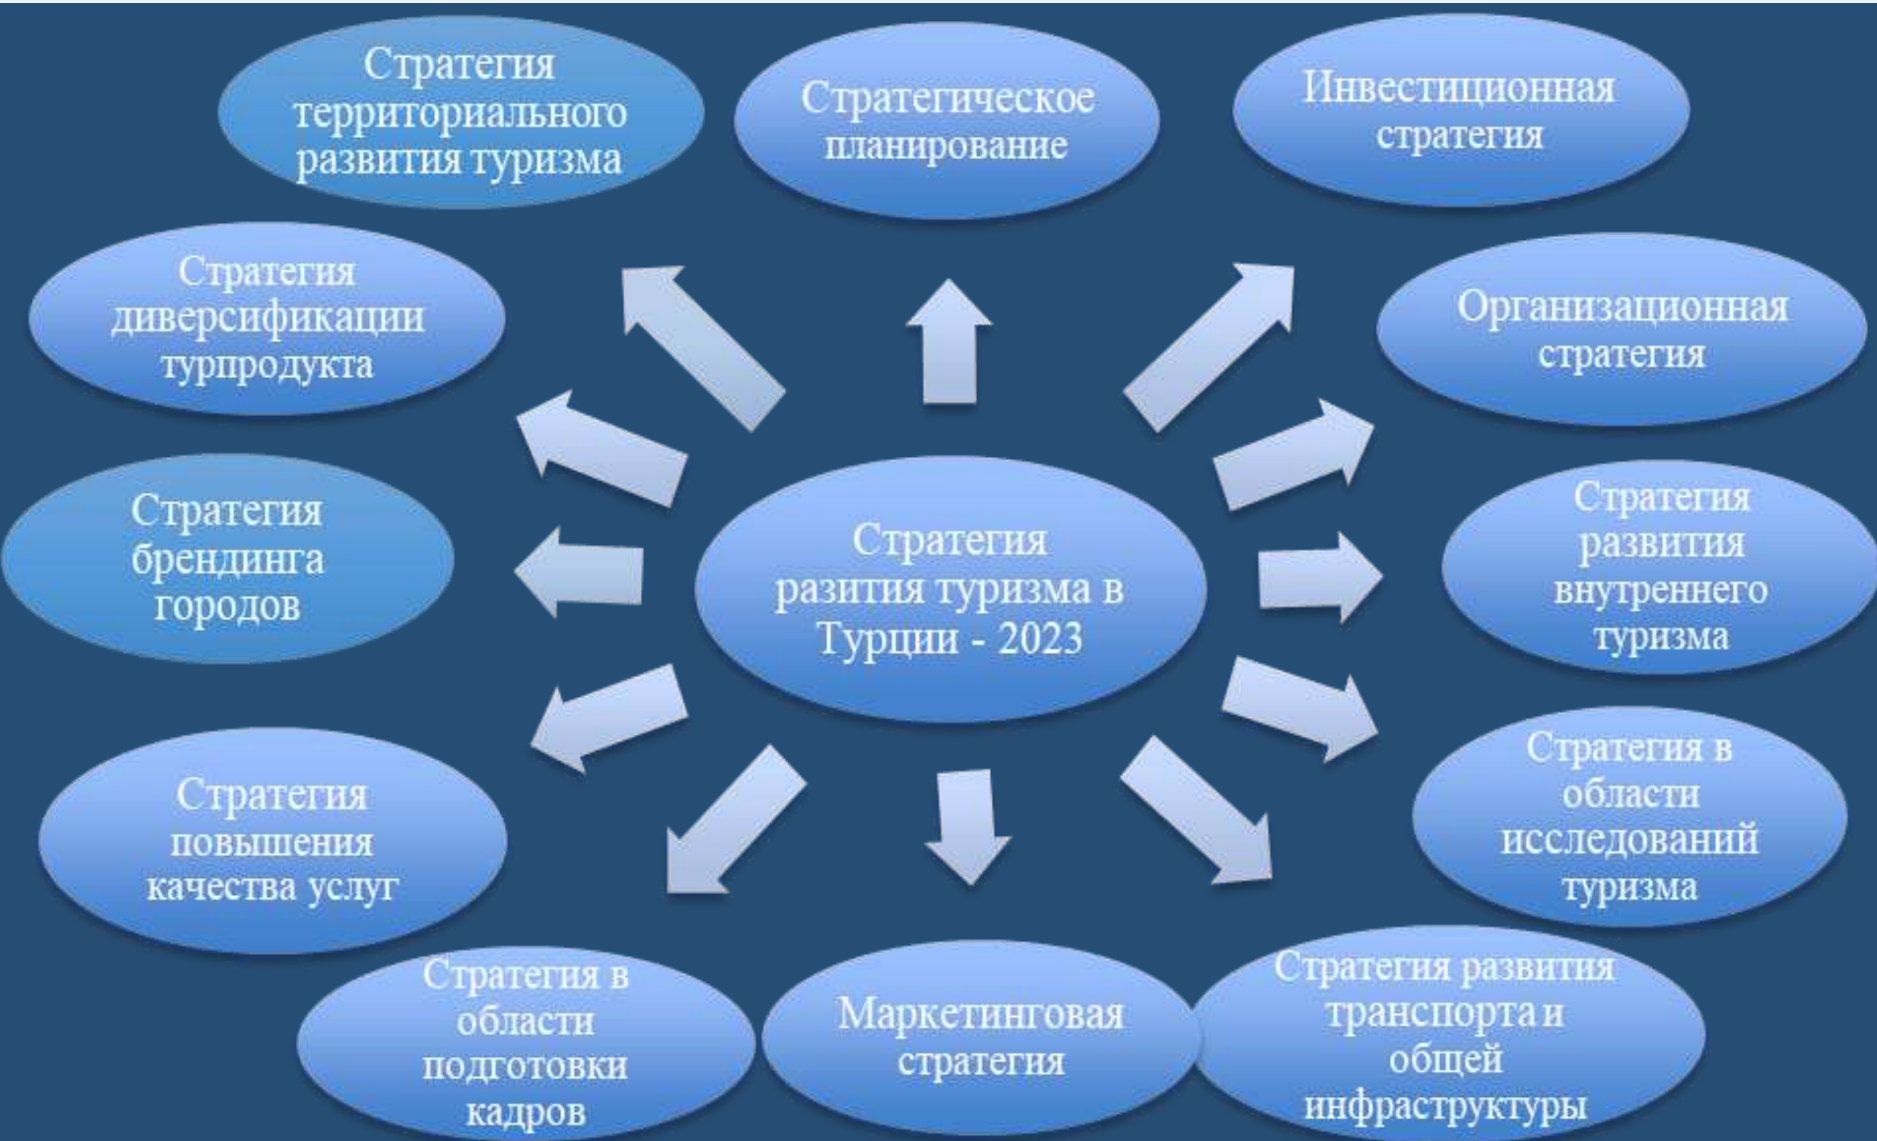 Стратегия
территориального
развития туризма
Стратегическое
планирование
Инвестиционная
стратегия
Стратегия
диверсификации
турпродукта
Организационная
стратегия
Стратегия
брендинга
городов
Стратегия
разития туризма в
Турции - 2023
Стратегия
развития
внутреннего
туризма
Стратегия
повышения
качества услуг
Стратегия в
области
исследований
туризма
Стратегия в
области
подготовки
кадров
Маркетинговая
стратегия
Стратегия развития
транспорта и
общей
инфраструктуры